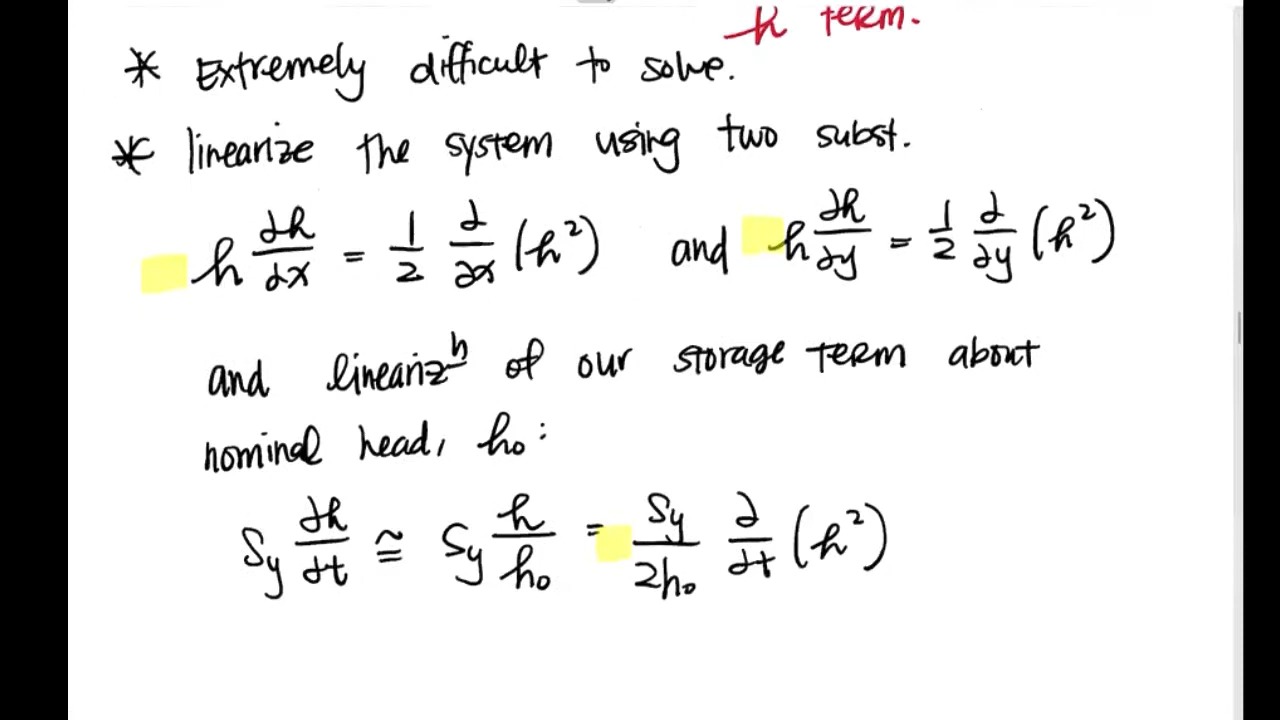 h term.
* Extremely difficult to solve.
* linearize the system using two subst.
h ∂h/∂x = 1/2 ∂/∂x (h²) and h ∂h/∂y = 1/2 ∂/∂y (h²)
and linearizⁿ of our storage term about
nominal head, h₀ :
Sy ∂h/∂t ≅ Sy h/h₀ = Sy/2h₀ ∂/∂t (h²)